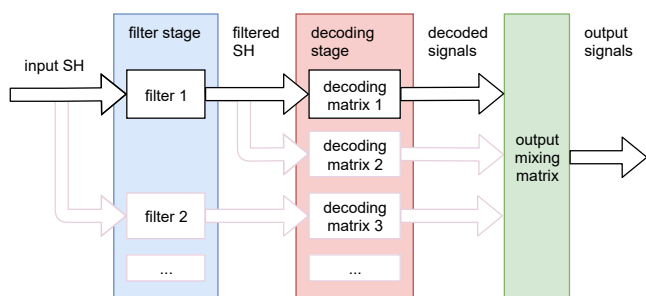 filter stage
filtered
SH
decoding
stage
decoded
signals
output
signals
input SH
filter 1
decoding
matrix 1
decoding
matrix 2
output
mixing
matrix
filter 2
decoding
matrix 3
...
...